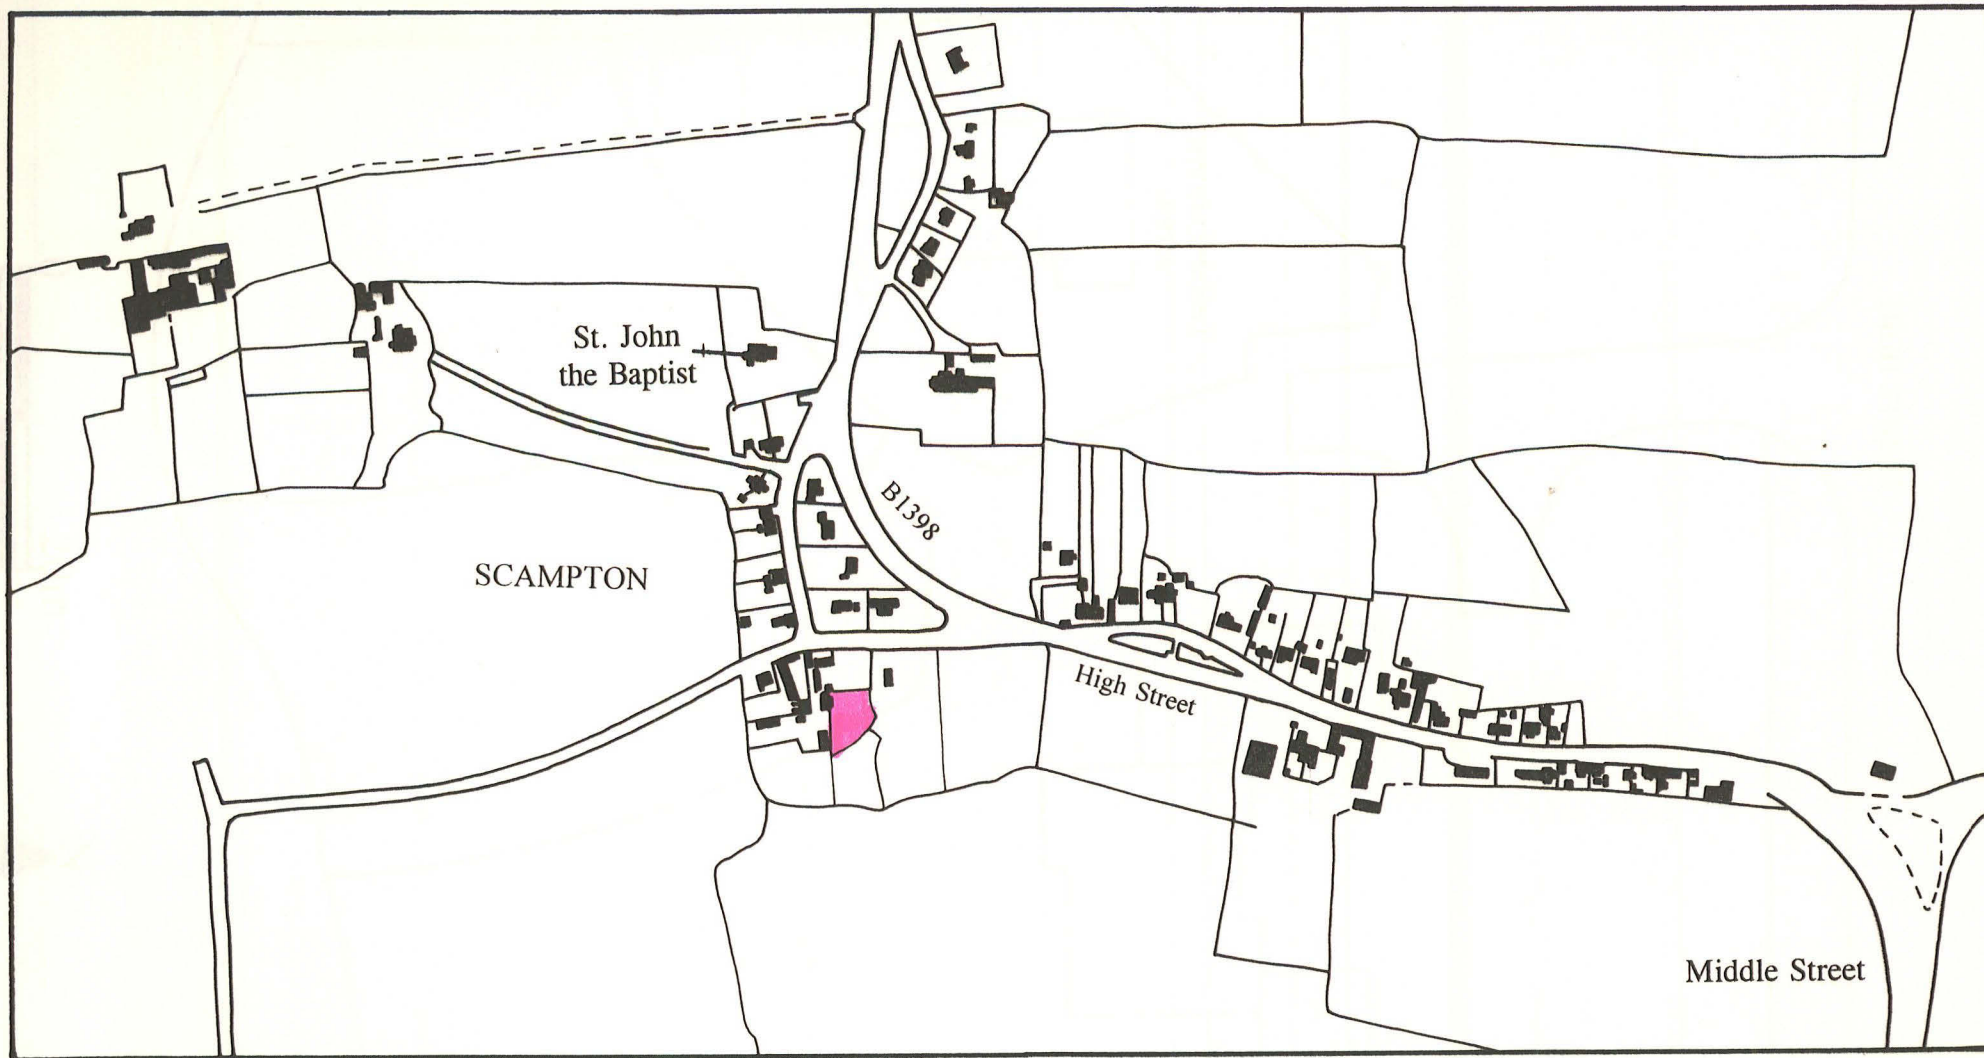 St. John
the Baptist
B1398
SCAMPTON
High Street
Middle Street